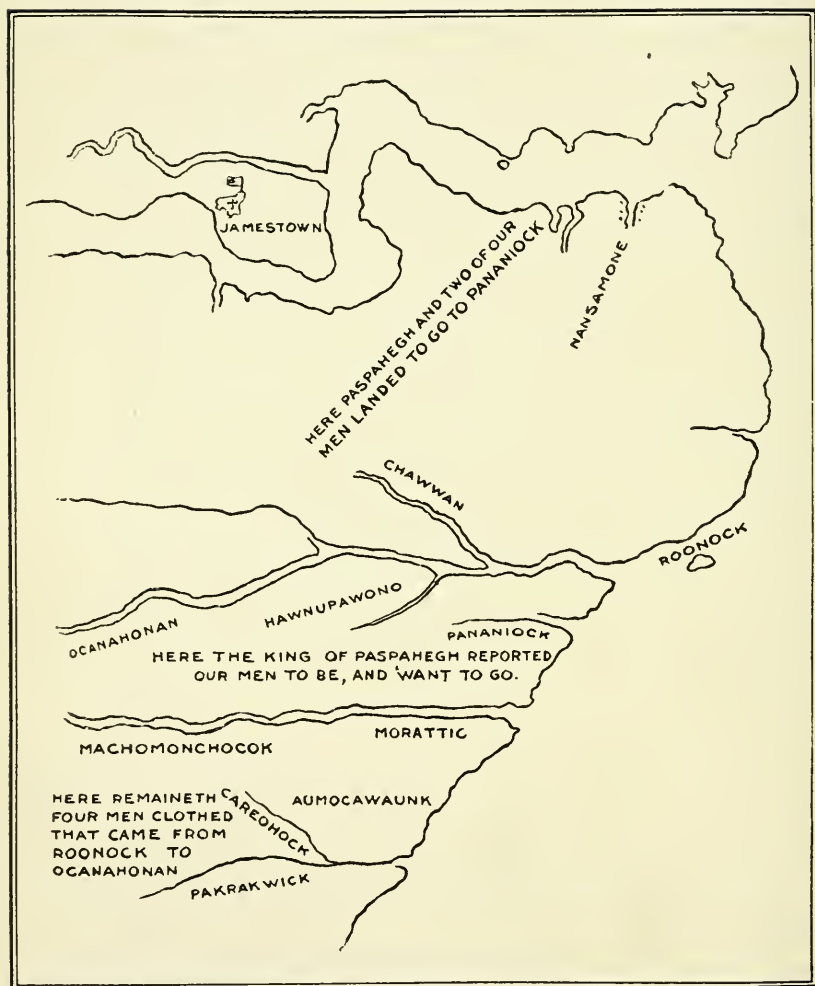 JAMESTOWN
HERE PASPAHEGH AND TWO OF OUR
MEN LANDED TO GO TO PANANIOCK
NANSAMONE
CHAWWAN
ROONOCK
OCANAHONAN
HAWNUPAWONO
PANANIOCK
HERE THE KING OF PASPAHEGH REPORTED
OUR MEN TO BE, AND WANT TO GO.
MORATTIC
MACHOMONCHOCOK
HERE REMAINETH
FOUR MEN CLOTHED
THAT CAME FROM
ROONOCK TO
OCANAHONAN
CAREOHOCK
AUMOCAWAUNK
PAKRAKWICK